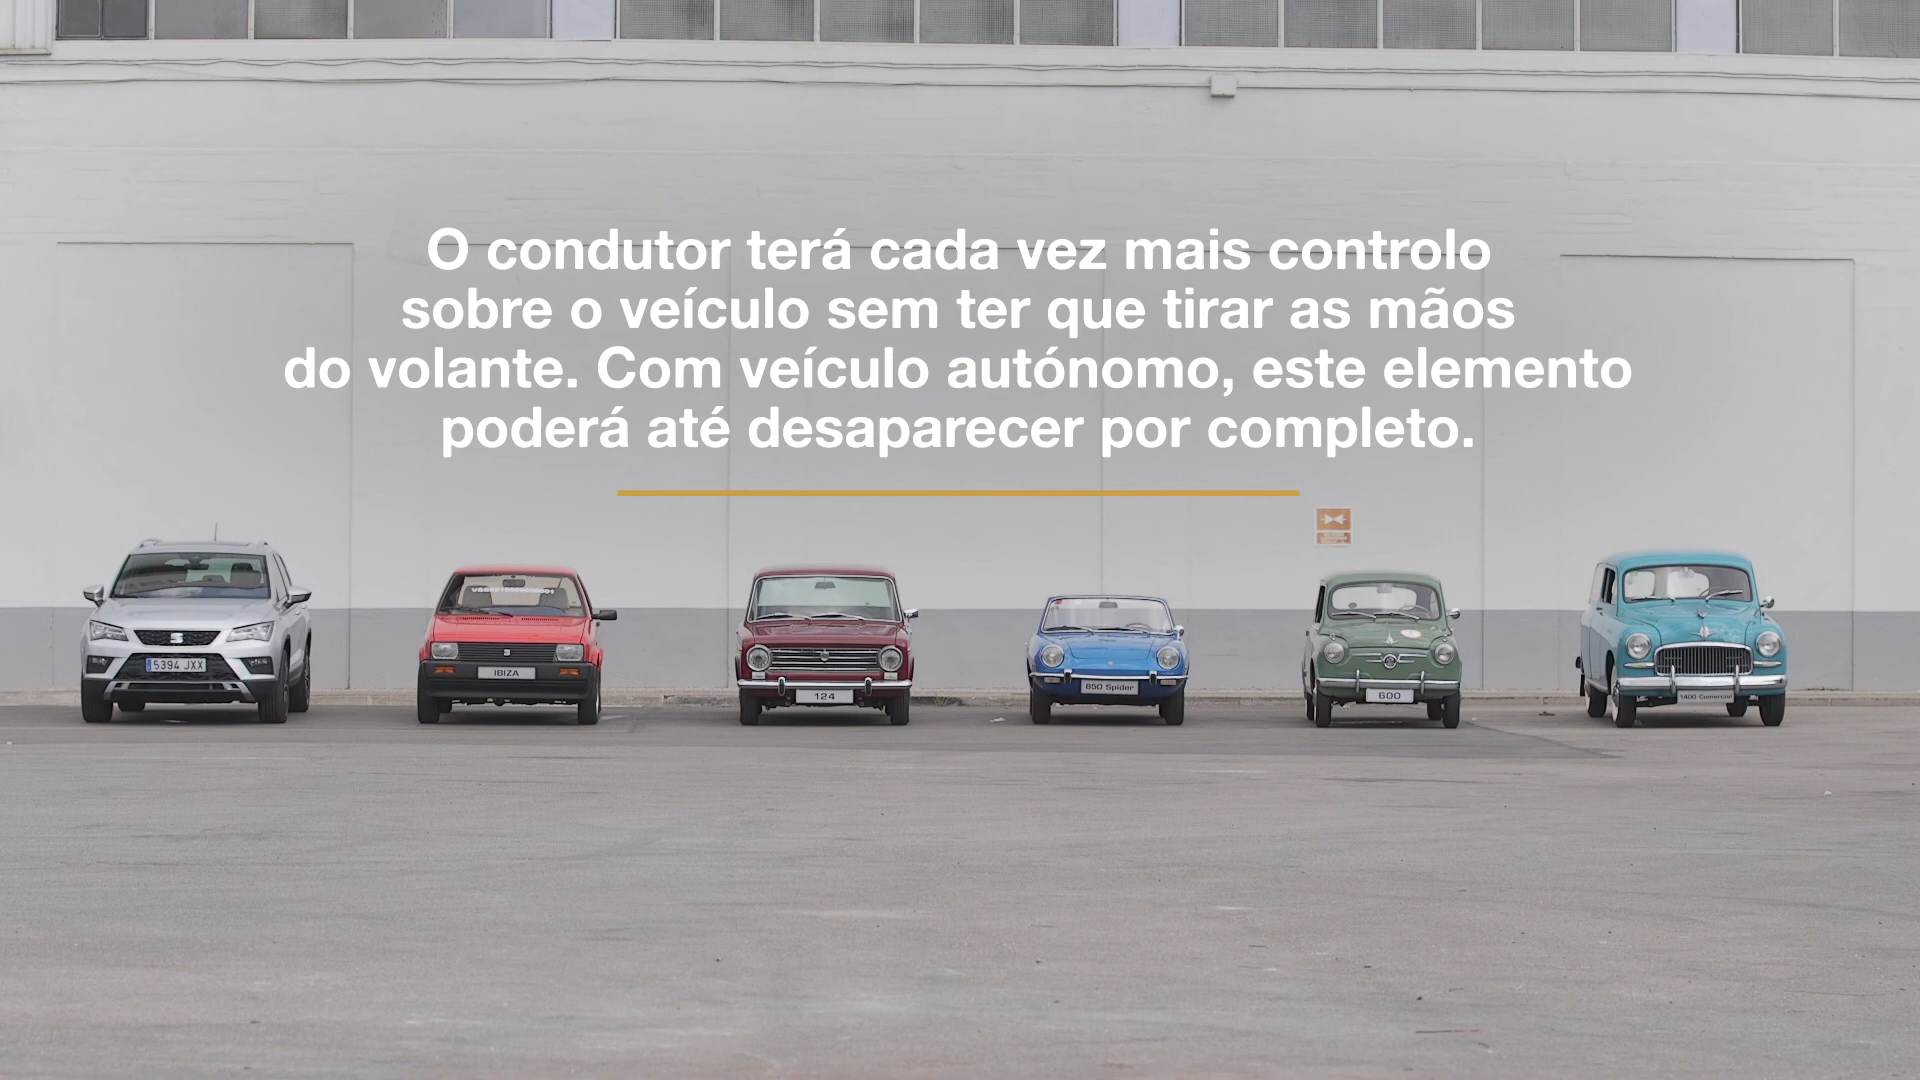 O condutor terá cada vez mais controlo
sobre o veículo sem ter que tirar as mãos
do volante. Com veículo autónomo, este elemento
poderá até desaparecer por completo.
5394 JXX
IBIZA
124
850 Spider
600
1400 Comercial